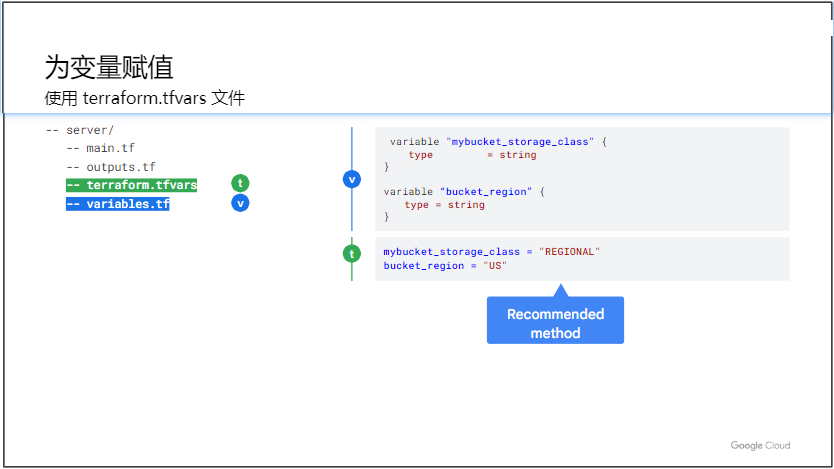 为变量赋值
使用 terraform.tfvars 文件
-- server/
-- main.tf
-- outputs.tf
-- terraform.tfvars
t
-- variables.tf
v
v
variable "mybucket_storage_class" {
type = string
}
variable "bucket_region" {
type = string
}
t
mybucket_storage_class = "REGIONAL"
bucket_region = "US"
Recommended
method
Google Cloud